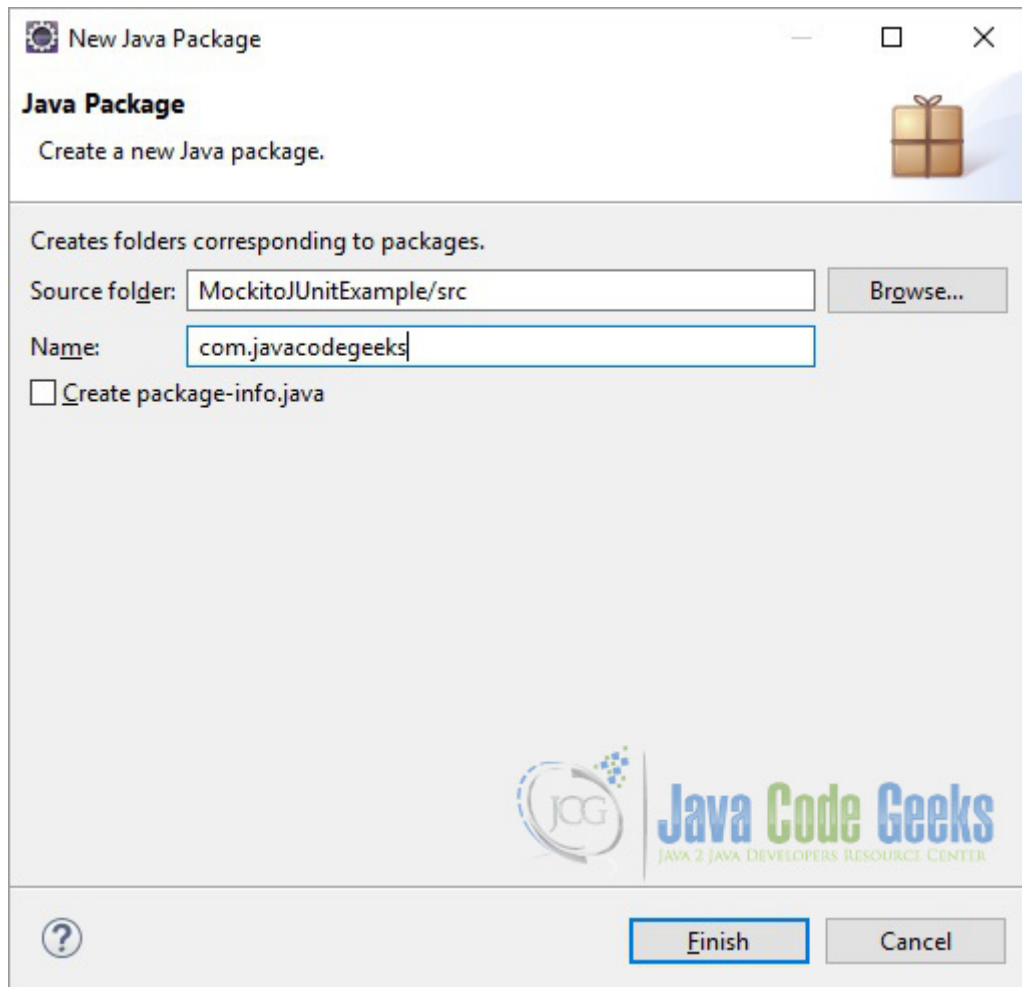 New Java Package
Java Package
Create a new Java package.
Creates folders corresponding to packages.
Source folder: MockitoJUnitExample/src Browse...
Name: com.javacodegeeks
Create package-info.java
JCG Java Code Geeks
JAVA 2 JAVA DEVELOPERS RESOURCE CENTER
? Finish Cancel